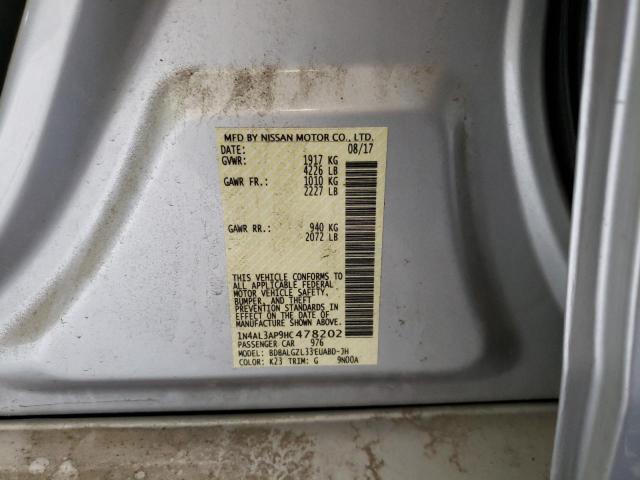 MFD BY NISSAN MOTOR CO., LTD.
DATE: 08/17
GVWR: 1917 KG
4226 LB
GAWR FR.: 1010 KG
2227 LB
GAWR RR.: 940 KG
2072 LB
THIS VEHICLE CONFORMS TO
ALL APPLICABLE FEDERAL
MOTOR VEHICLE SAFETY,
BUMPER, AND THEFT
PREVENTION STANDARDS
IN EFFECT ON THE DATE OF
MANUFACTURE SHOWN ABOVE.
1N4AL3AP9HC478202
PASSENGER CAR 976
MODEL: BDBALGZL33EUABD-JH
COLOR: K23 TRIM: G 9N00A